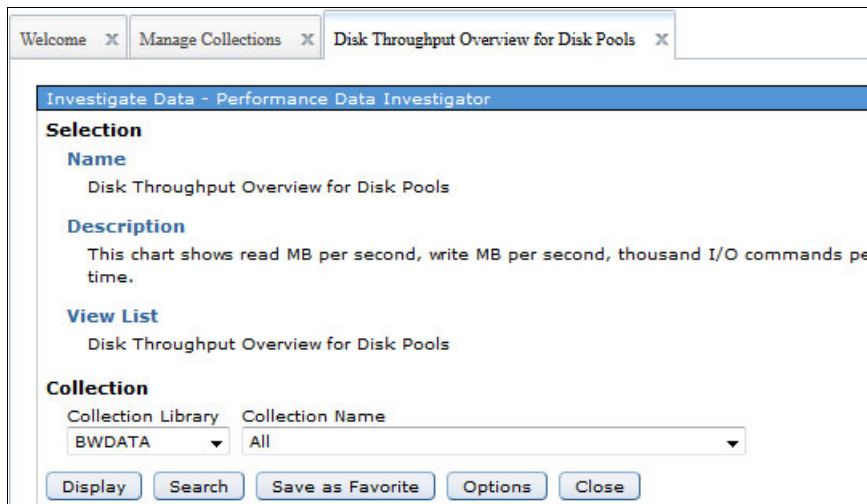 Welcome X Manage Collections X Disk Throughput Overview for Disk Pools X
Investigate Data - Performance Data Investigator
Selection
Name
Disk Throughput Overview for Disk Pools
Description
This chart shows read MB per second, write MB per second, thousand I/O commands
time.
View List
Disk Throughput Overview for Disk Pools
Collection
Collection Library Collection Name
BWDATA All
Display Search Save as Favorite Options Close